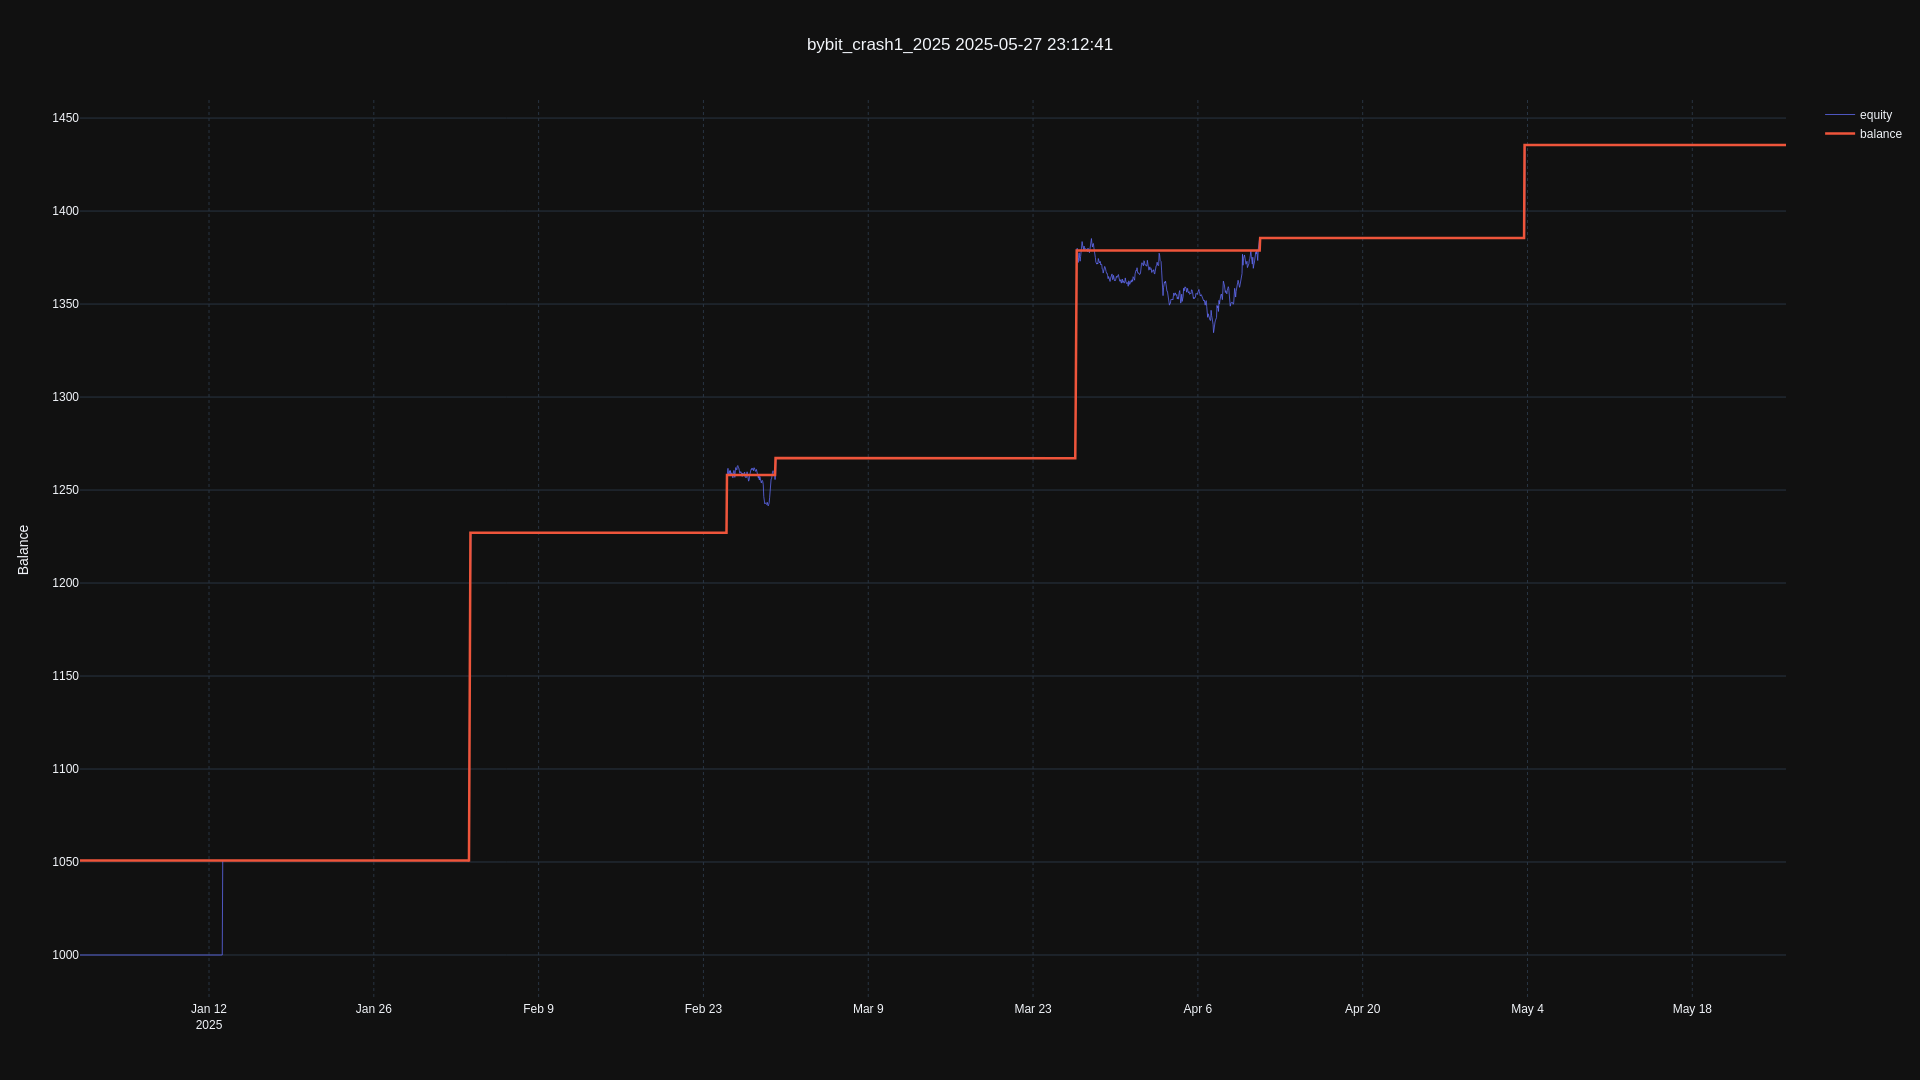 bybit_crash1_2025 2025-05-27 23:12:41
equity
balance
Balance
1450
1400
1350
1300
1250
1200
1150
1100
1050
1000
Jan 12
2025
Jan 26
Feb 9
Feb 23
Mar 9
Mar 23
Apr 6
Apr 20
May 4
May 18